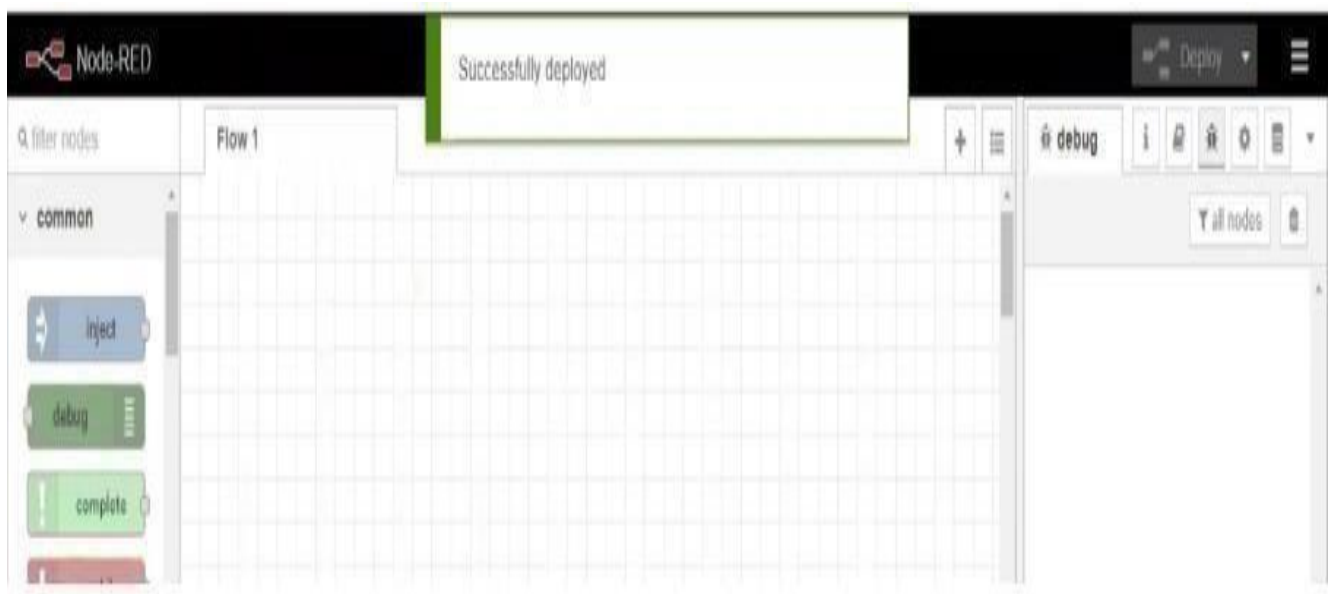 Node-RED
Successfully deployed
Deploy
filter nodes
Flow 1
debug
i
all nodes
common
inject
debug
complete